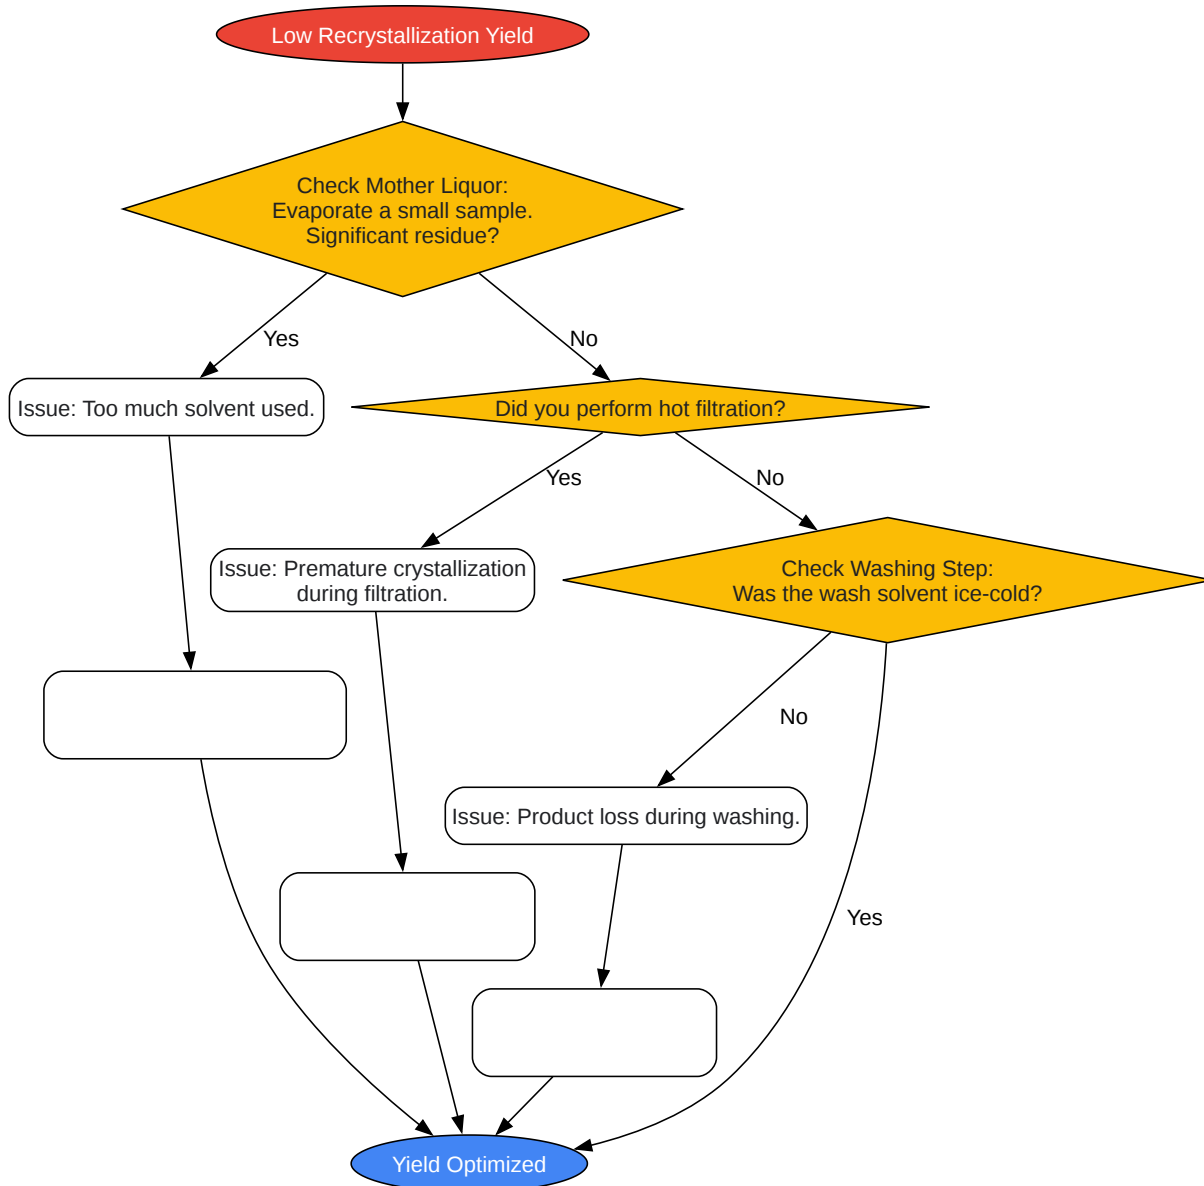 Low Recrystallization Yield
Check Mother Liquor:
Evaporate a small sample.
Significant residue?
Yes
No
Issue: Too much solvent used.
Did you perform hot filtration?
Yes
No
Issue: Premature crystallization
during filtration.
Check Washing Step:
Was the wash solvent ice-cold?
No
Issue: Product loss during washing.
Yes
Yield Optimized